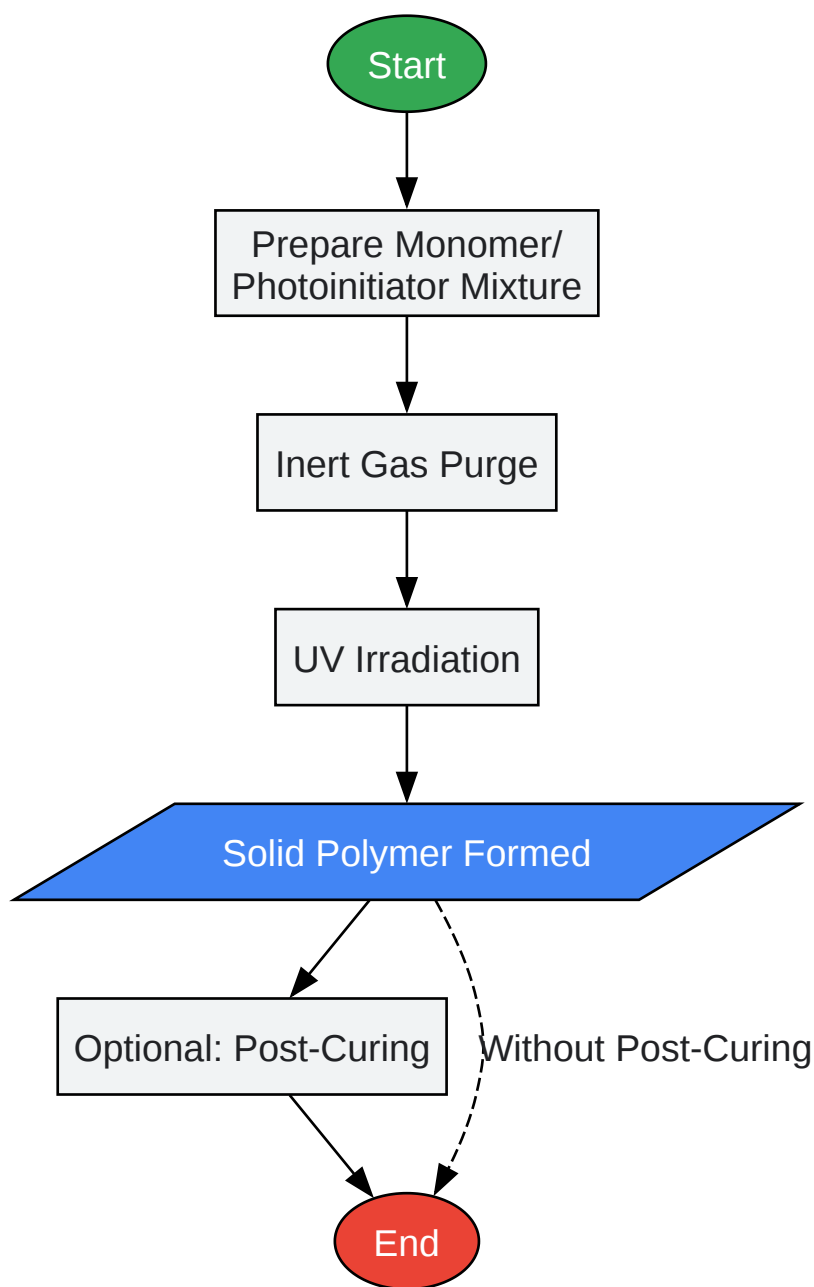 Start
Prepare Monomer/
Photoinitiator Mixture
Inert Gas Purge
UV Irradiation
Solid Polymer Formed
Optional: Post-Curing
Without Post-Curing
End